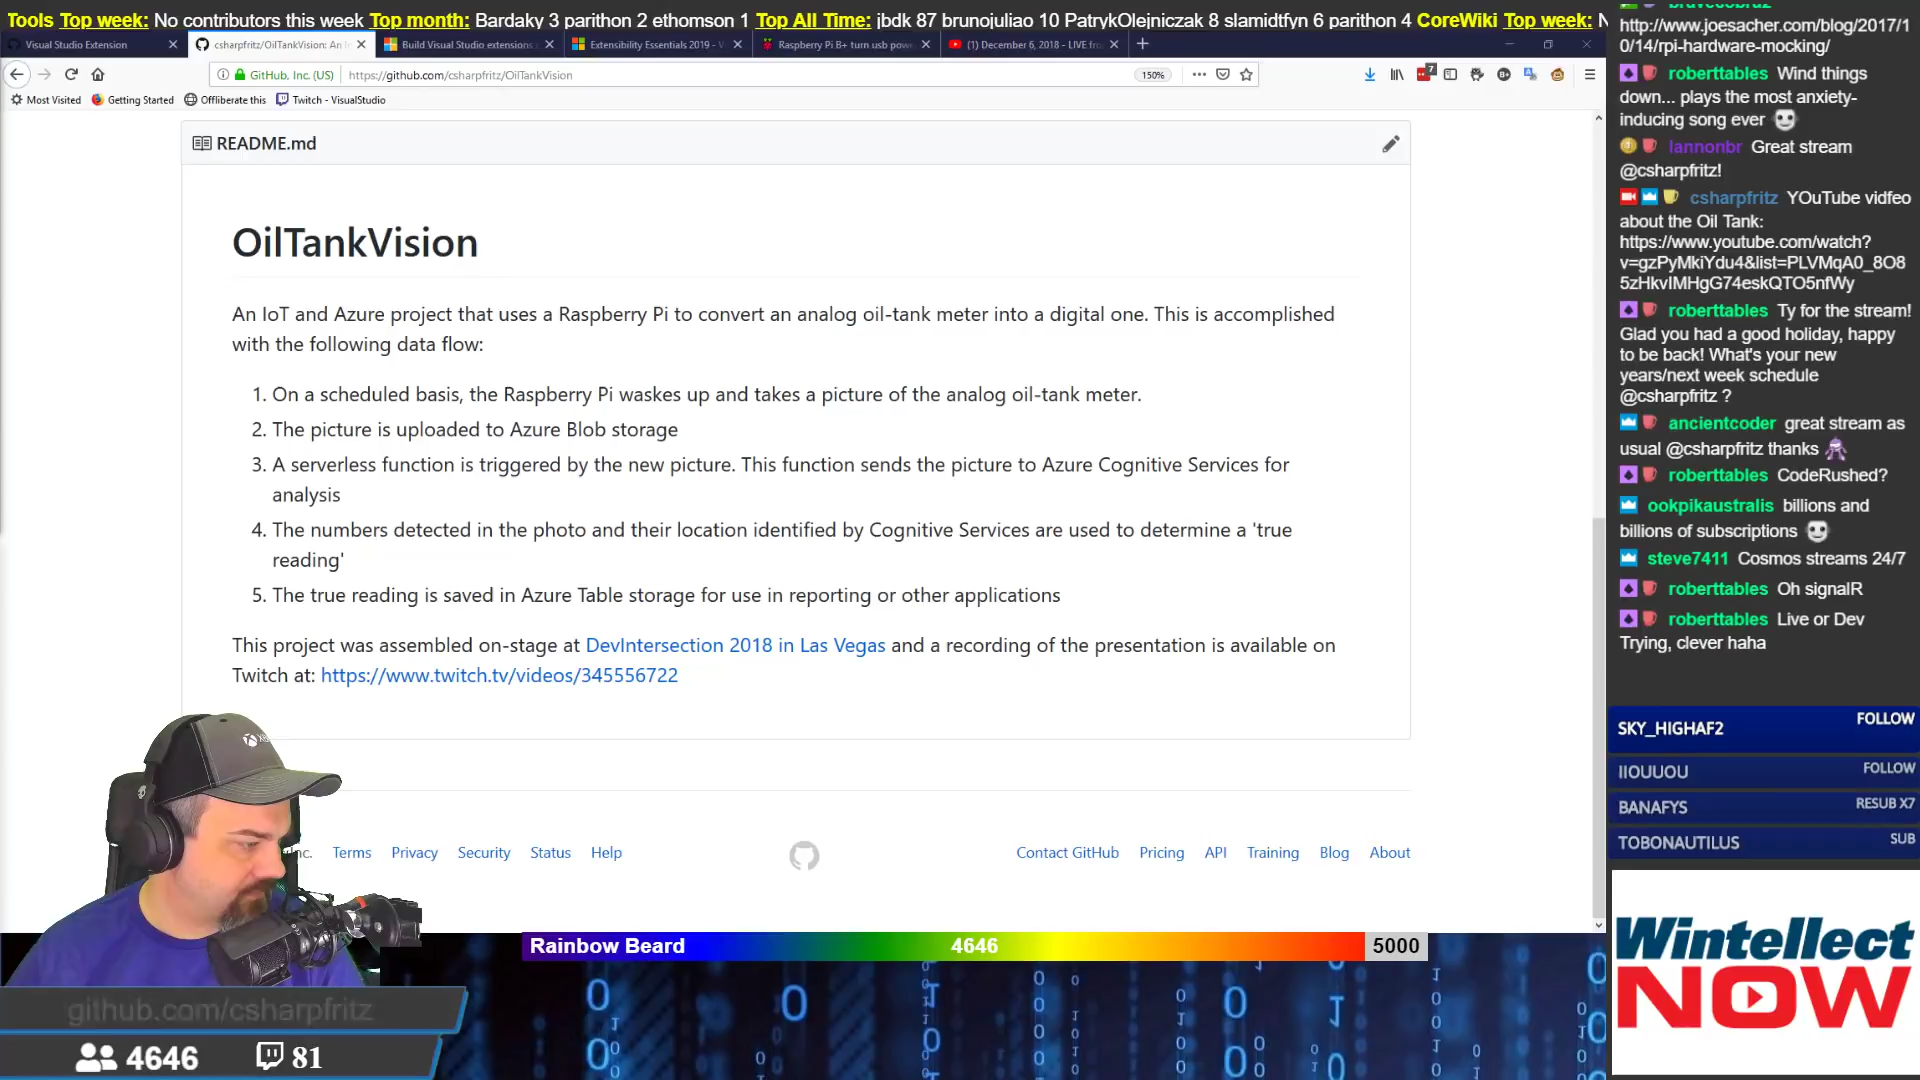 Tools Top week: No contributors this week Top month: Bardaky 3 parithon 2 ethomson 1 Top All Time: jbdk 87 brunojuliao 10 PatrykOlejniczak 8 slamidtfyn 6 parithon 4 CoreWiki Top week: N
Visual Studio Extension
csharpfritz/OilTankVision: An I
Build Visual Studio extensions
Extensibility Essentials 2019 - V
Raspberry Pi B+ turn usb powe
(1) December 6, 2018 - LIVE fro
GitHub, Inc. (US)
https://github.com/csharpfritz/OilTankVision
150%
7
Most Visited
Getting Started
Offliberate this
Twitch - VisualStudio
README.md
OilTankVision
An IoT and Azure project that uses a Raspberry Pi to convert an analog oil-tank meter into a digital one. This is accomplished
with the following data flow:
1. On a scheduled basis, the Raspberry Pi waskes up and takes a picture of the analog oil-tank meter.
2. The picture is uploaded to Azure Blob storage
3. A serverless function is triggered by the new picture. This function sends the picture to Azure Cognitive Services for
analysis
4. The numbers detected in the photo and their location identified by Cognitive Services are used to determine a 'true
reading'
5. The true reading is saved in Azure Table storage for use in reporting or other applications
This project was assembled on-stage at DevIntersection 2018 in Las Vegas and a recording of the presentation is available on
Twitch at: https://www.twitch.tv/videos/345556722
nc. Terms Privacy Security Status Help
Contact GitHub Pricing API Training Blog About
Rainbow Beard 4646 5000
github.com/csharpfritz
4646 81
http://www.joesacher.com/blog/2017/1
0/14/rpi-hardware-mocking/
roberttables Wind things
down... plays the most anxiety-
inducing song ever
lannonbr Great stream
@csharpfritz!
csharpfritz YOuTube vidfeo
about the Oil Tank:
https://www.youtube.com/watch?
v=gzPyMkiYdu4&list=PLVMqA0_8O8
5zHkvIMHgG74eskQTO5nfWy
roberttables Ty for the stream!
Glad you had a good holiday, happy
to be back! What's your new
years/next week schedule
@csharpfritz ?
ancientcoder great stream as
usual @csharpfritz thanks
roberttables CodeRushed?
ookpikaustralis billions and
billions of subscriptions
steve7411 Cosmos streams 24/7
roberttables Oh signalR
roberttables Live or Dev
Trying, clever haha
SKY_HIGHAF2 FOLLOW
IIOUUOU FOLLOW
BANAFYS RESUB X7
TOBONAUTILUS SUB
Wintellect
NOW